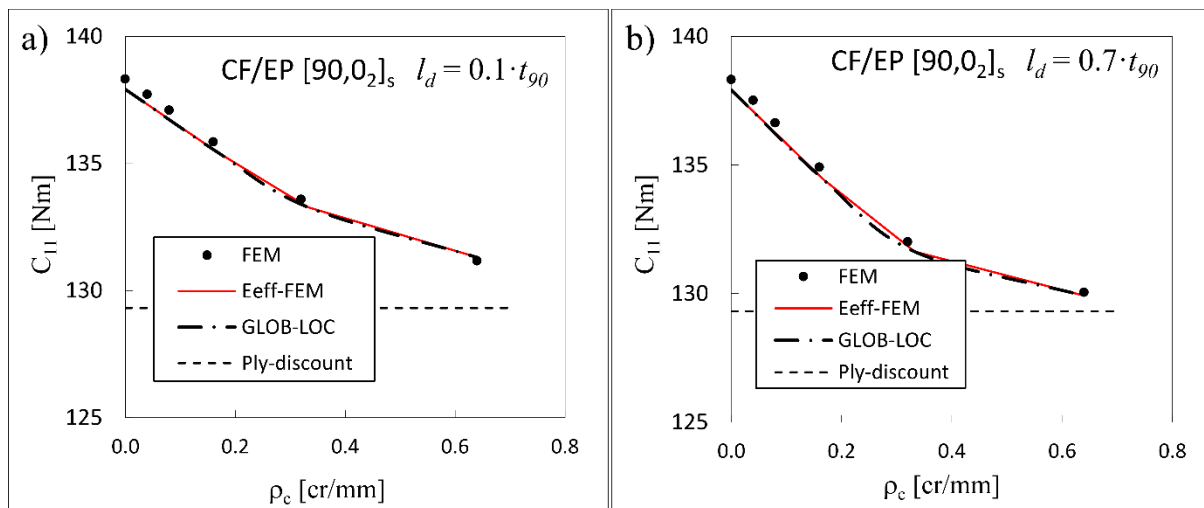 a)
CF/EP [90,0₂]ₛ l_d = 0.1·t₉₀
140
135
130
125
C₁₁ [Nm]
FEM
Eeff-FEM
GLOB-LOC
Ply-discount
0.0 0.2 0.4 0.6 0.8
ρ_c [cr/mm]
b)
CF/EP [90,0₂]ₛ l_d = 0.7·t₉₀
140
135
130
125
C₁₁ [Nm]
FEM
Eeff-FEM
GLOB-LOC
Ply-discount
0.0 0.2 0.4 0.6 0.8
ρ_c [cr/mm]